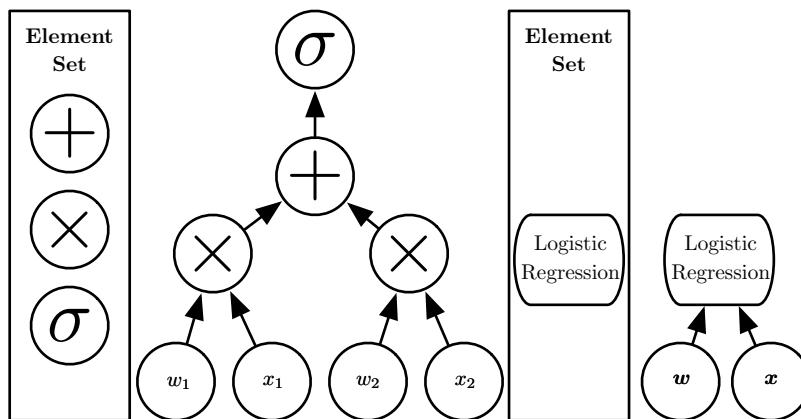 Element
Set
+
×
σ
σ
+
×
×
w₁
x₁
w₂
x₂
Element
Set
Logistic
Regression
Logistic
Regression
w
x